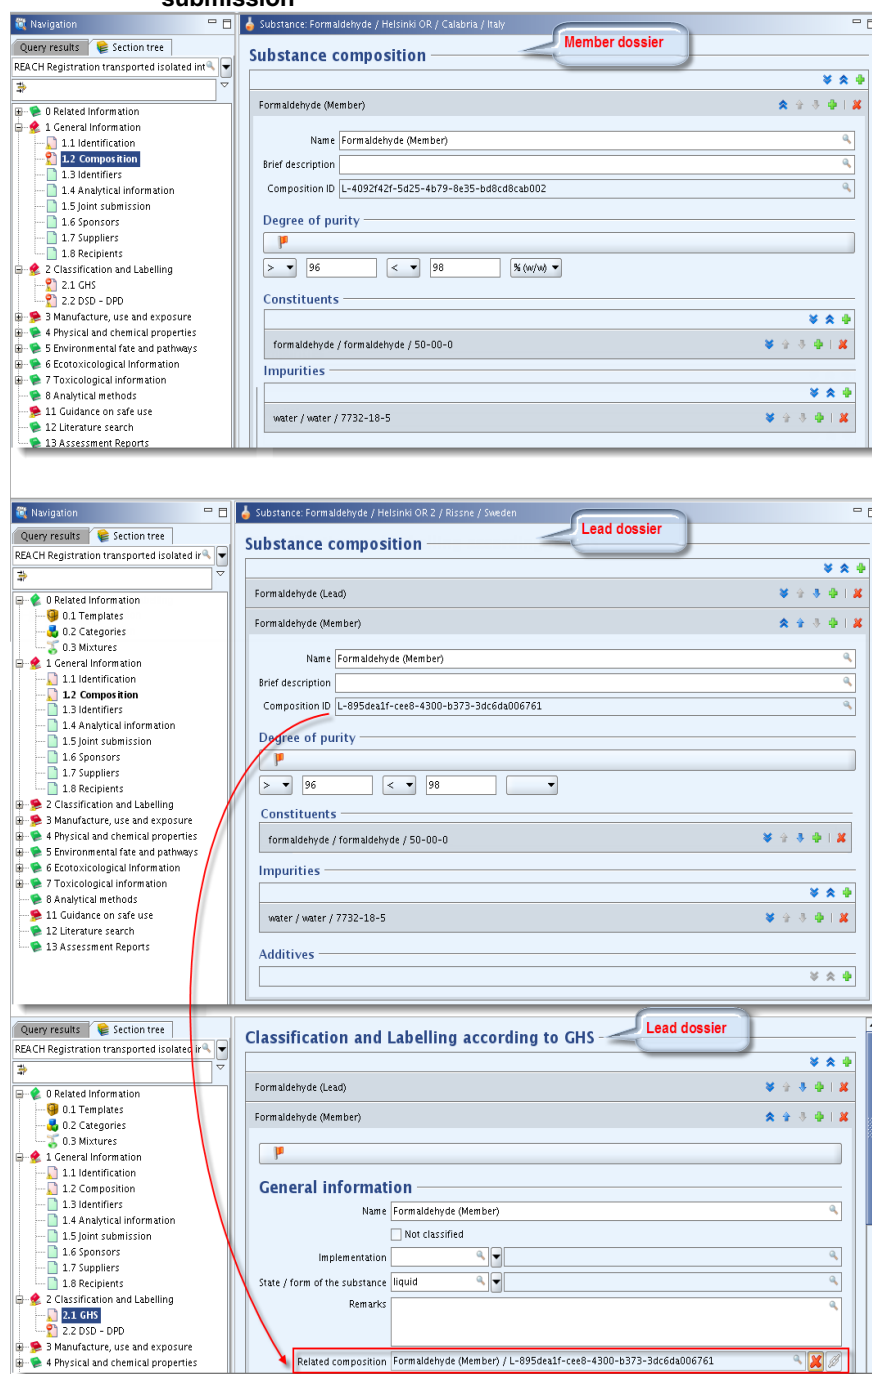 submission
Navigation
Query results Section tree
REACH Registration transported isolated int
0 Related Information
1 General Information
1.1 Identification
1.2 Composition
1.3 Identifiers
1.4 Analytical information
1.5 Joint submission
1.6 Sponsors
1.7 Suppliers
1.8 Recipients
2 Classification and Labelling
2.1 GHS
2.2 DSD - DPD
3 Manufacture, use and exposure
4 Physical and chemical properties
5 Environmental fate and pathways
6 Ecotoxicological Information
7 Toxicological information
8 Analytical methods
11 Guidance on safe use
12 Literature search
13 Assessment Reports
Substance: Formaldehyde / Helsinki OR / Calabria / Italy
Member dossier
Substance composition
Formaldehyde (Member)
Name Formaldehyde (Member)
Brief description
Composition ID L-4092f42f-5d25-4b79-8e35-bd8cd8cab002
Degree of purity
> 96 < 98 % (w/w)
Constituents
formaldehyde / formaldehyde / 50-00-0
Impurities
water / water / 7732-18-5
Navigation
Query results Section tree
REACH Registration transported isolated ir
0 Related Information
0.1 Templates
0.2 Categories
0.3 Mixtures
1 General Information
1.1 Identification
1.2 Composition
1.3 Identifiers
1.4 Analytical information
1.5 Joint submission
1.6 Sponsors
1.7 Suppliers
1.8 Recipients
2 Classification and Labelling
3 Manufacture, use and exposure
4 Physical and chemical properties
5 Environmental fate and pathways
6 Ecotoxicological Information
7 Toxicological information
8 Analytical methods
11 Guidance on safe use
12 Literature search
13 Assessment Reports
Substance: Formaldehyde / Helsinki OR 2 / Rissne / Sweden
Lead dossier
Substance composition
Formaldehyde (Lead)
Formaldehyde (Member)
Name Formaldehyde (Member)
Brief description
Composition ID L-895dea1f-cee8-4300-b373-3dc6da006761
Degree of purity
> 96 < 98
Constituents
formaldehyde / formaldehyde / 50-00-0
Impurities
water / water / 7732-18-5
Additives
Query results Section tree
REACH Registration transported isolated ir
0 Related Information
0.1 Templates
0.2 Categories
0.3 Mixtures
1 General Information
1.1 Identification
1.2 Composition
1.3 Identifiers
1.4 Analytical information
1.5 Joint submission
1.6 Sponsors
1.7 Suppliers
1.8 Recipients
2 Classification and Labelling
2.1 GHS
2.2 DSD - DPD
3 Manufacture, use and exposure
4 Physical and chemical properties
Lead dossier
Classification and Labelling according to GHS
Formaldehyde (Lead)
Formaldehyde (Member)
General information
Name Formaldehyde (Member)
Not classified
Implementation
State / form of the substance liquid
Remarks
Related composition Formaldehyde (Member) / L-895dea1f-cee8-4300-b373-3dc6da006761